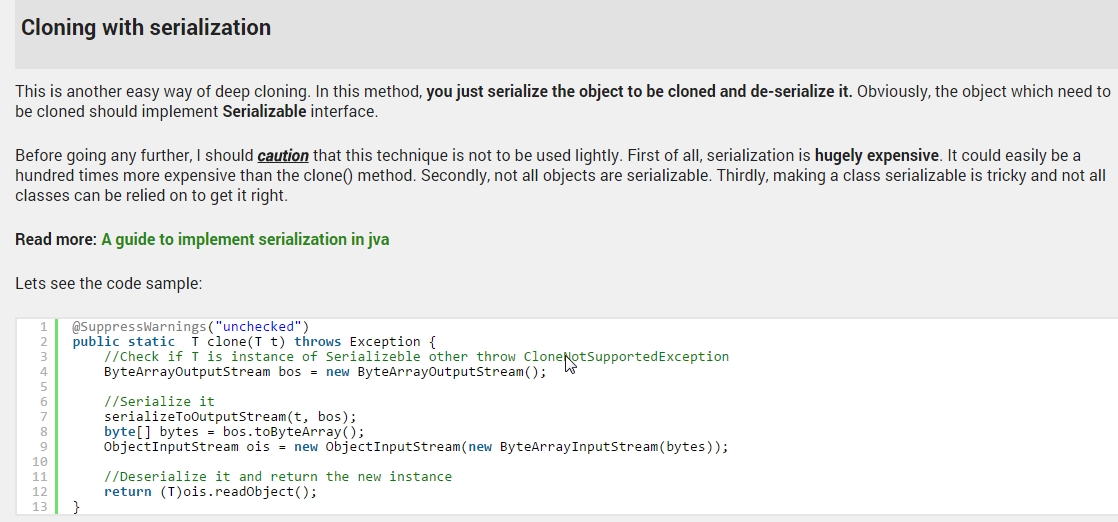 Cloning with serialization
This is another easy way of deep cloning. In this method, you just serialize the object to be cloned and de-serialize it. Obviously, the object which need to
be cloned should implement Serializable interface.
Before going any further, I should caution that this technique is not to be used lightly. First of all, serialization is hugely expensive. It could easily be a
hundred times more expensive than the clone() method. Secondly, not all objects are serializable. Thirdly, making a class serializable is tricky and not all
classes can be relied on to get it right.
Read more: A guide to implement serialization in jva
Lets see the code sample:
1 @SuppressWarnings("unchecked")
2 public static  T clone(T t) throws Exception {
3     //Check if T is instance of Serializeble other throw CloneNotSupportedException
4     ByteArrayOutputStream bos = new ByteArrayOutputStream();
5
6     //Serialize it
7     serializeToOutputStream(t, bos);
8     byte[] bytes = bos.toByteArray();
9     ObjectInputStream ois = new ObjectInputStream(new ByteArrayInputStream(bytes));
10
11     //Deserialize it and return the new instance
12     return (T)ois.readObject();
13 }